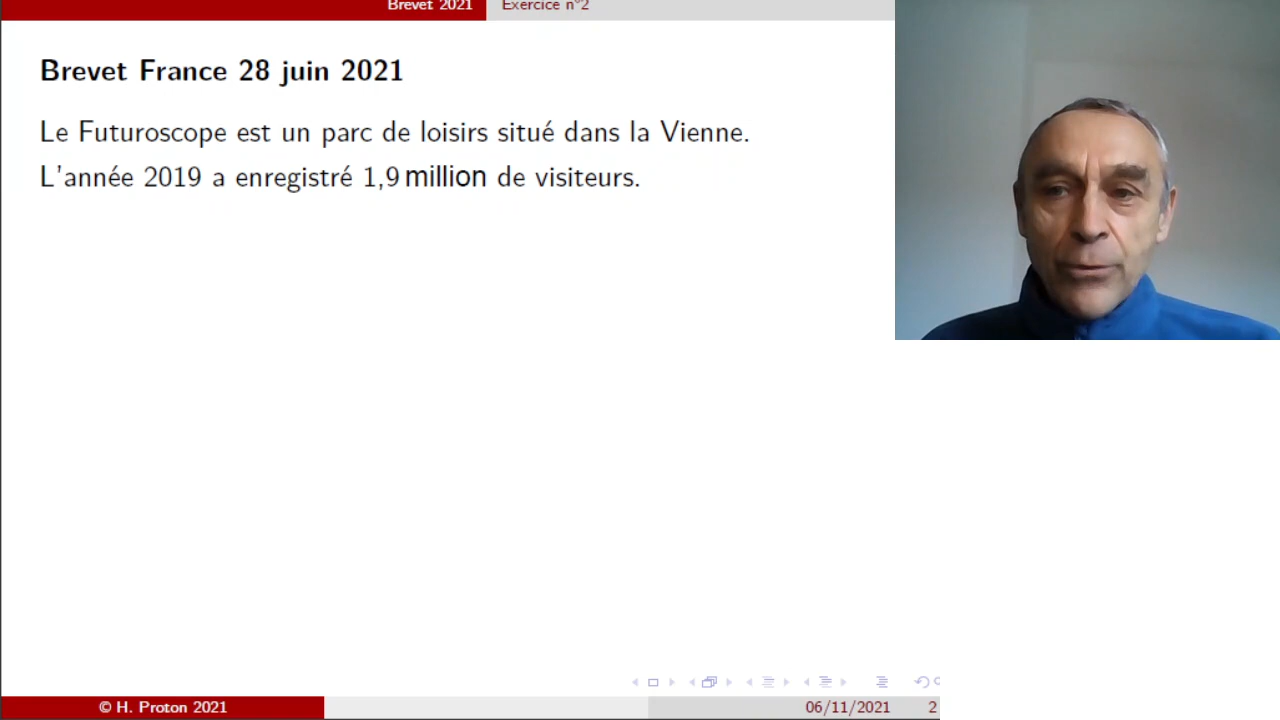 Brevet 2021 Exercice n°2
Brevet France 28 juin 2021
Le Futuroscope est un parc de loisirs situé dans la Vienne.
L'année 2019 a enregistré 1,9 million de visiteurs.
© H. Proton 2021 06/11/2021 2